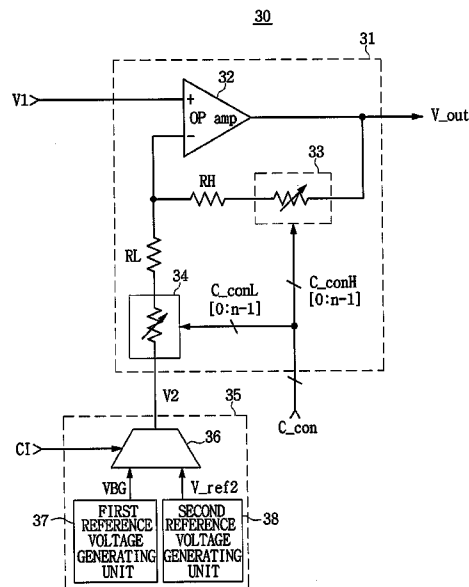 30
31
32
V1
+
OP amp
−
V_out
33
RH
RL
34
C_conL
[0:n-1]
C_conH
[0:n-1]
V2
35
C_con
CI
36
VBG
V_ref2
37
FIRST
REFERENCE
VOLTAGE
GENERATING
UNIT
SECOND
REFERENCE
VOLTAGE
GENERATING
UNIT
38